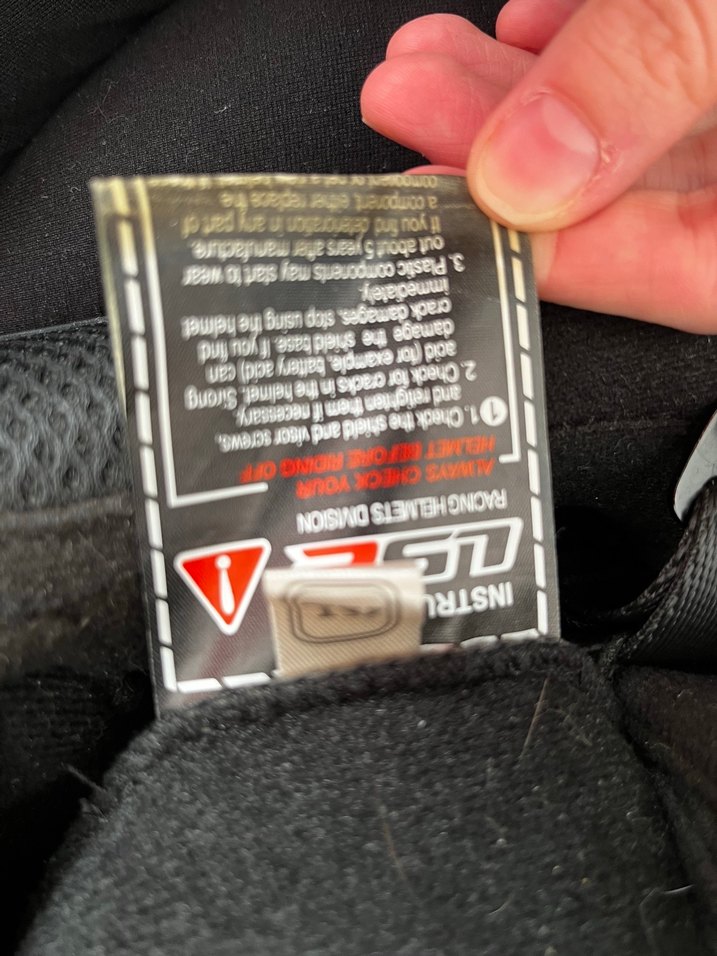 INSTRU
LS2
RACING HELMETS DIVISION
ALWAYS CHECK YOUR
HELMET BEFORE RIDING OFF
1 1. Check the shield and visor screws,
and retighten them if necessary.
2. Check for cracks in the helmet. Strong
acid (for example, battery acid) can
damage the shield base. If you find
crack damages, stop using the helmet
immediately.
3. Plastic components may start to wear
out about 5 years after manufacture.
If you find deterioration in any part of
a component either replace the
component or